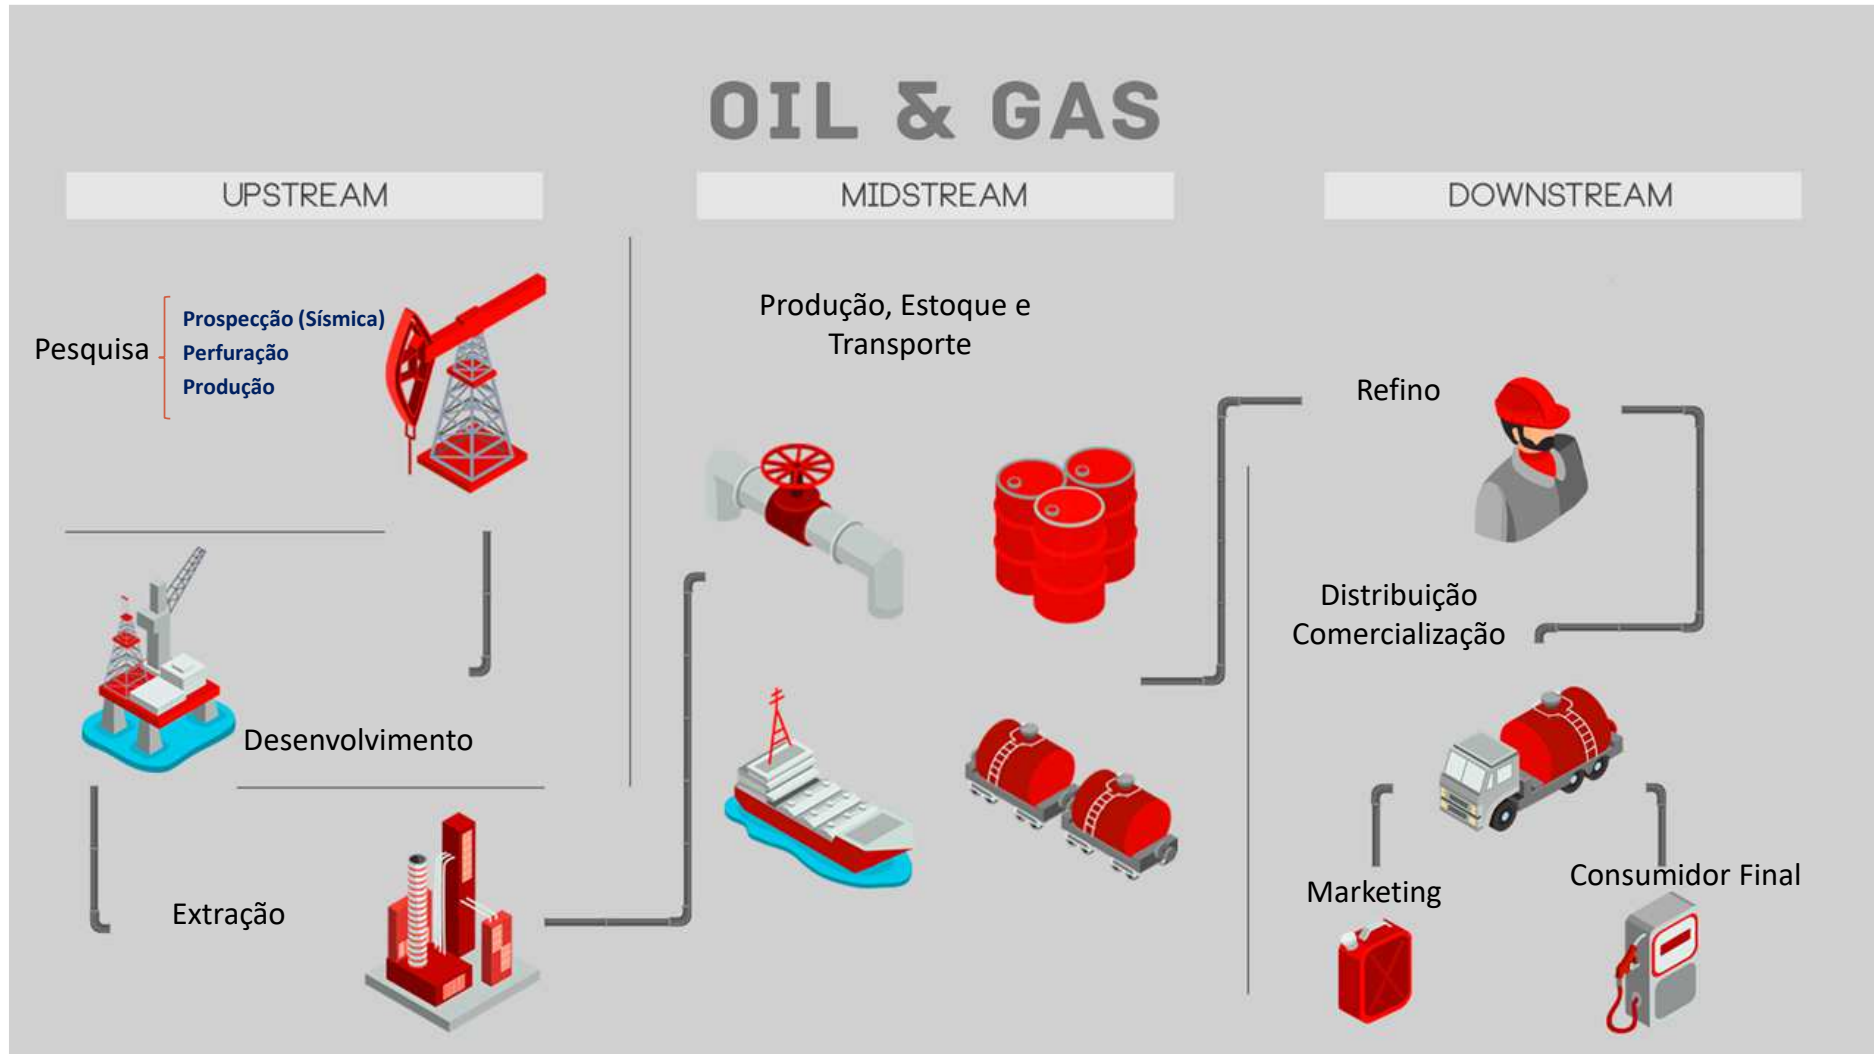 OIL & GAS
UPSTREAM
Pesquisa
Prospecção (Sísmica)
Perfuração
Produção
Desenvolvimento
Extração
MIDSTREAM
Produção, Estoque e
Transporte
DOWNSTREAM
Refino
Distribuição
Comercialização
Marketing
Consumidor Final